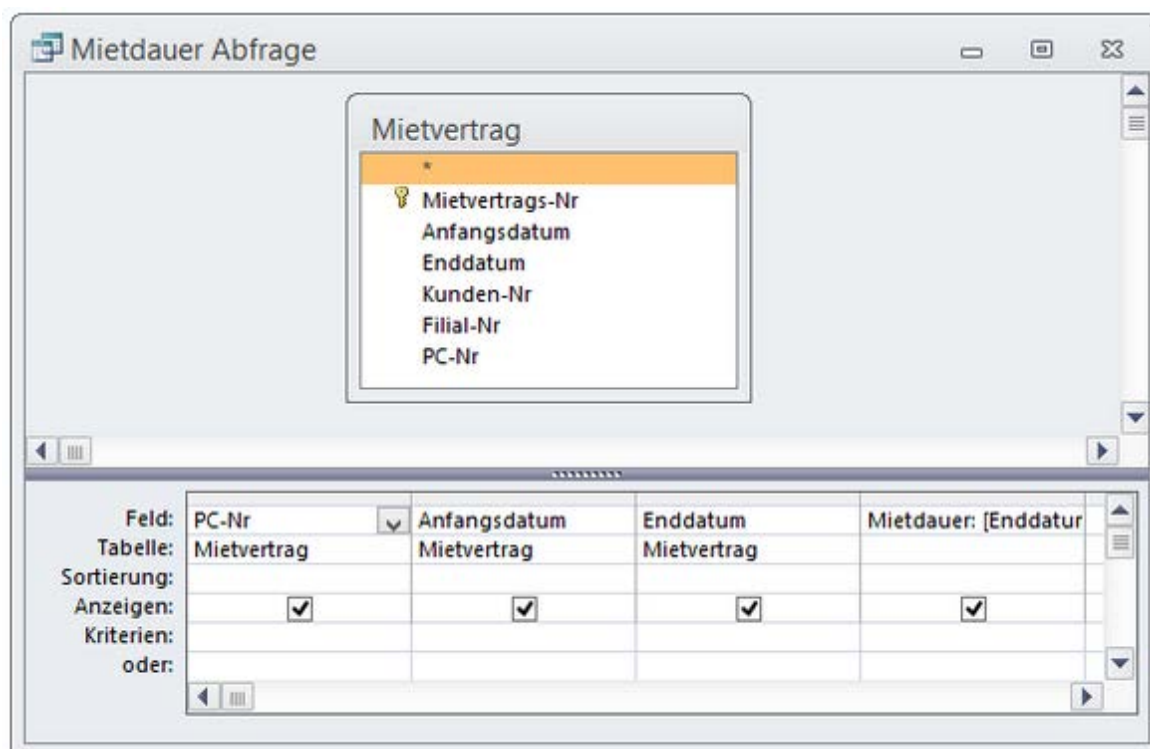 Mietdauer Abfrage
Mietvertrag
*
Mietvertrags-Nr
Anfangsdatum
Enddatum
Kunden-Nr
Filial-Nr
PC-Nr
Feld: PC-Nr Anfangsdatum Enddatum Mietdauer: [Enddatur
Tabelle: Mietvertrag Mietvertrag Mietvertrag
Sortierung:
Anzeigen:
Kriterien:
oder: